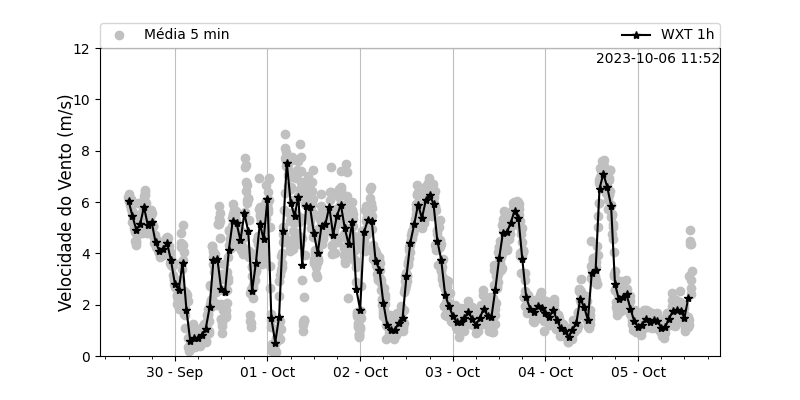 Média 5 min
WXT 1h
2023-10-06 11:52
Velocidade do Vento (m/s)
12
10
8
6
4
2
0
30 - Sep
01 - Oct
02 - Oct
03 - Oct
04 - Oct
05 - Oct